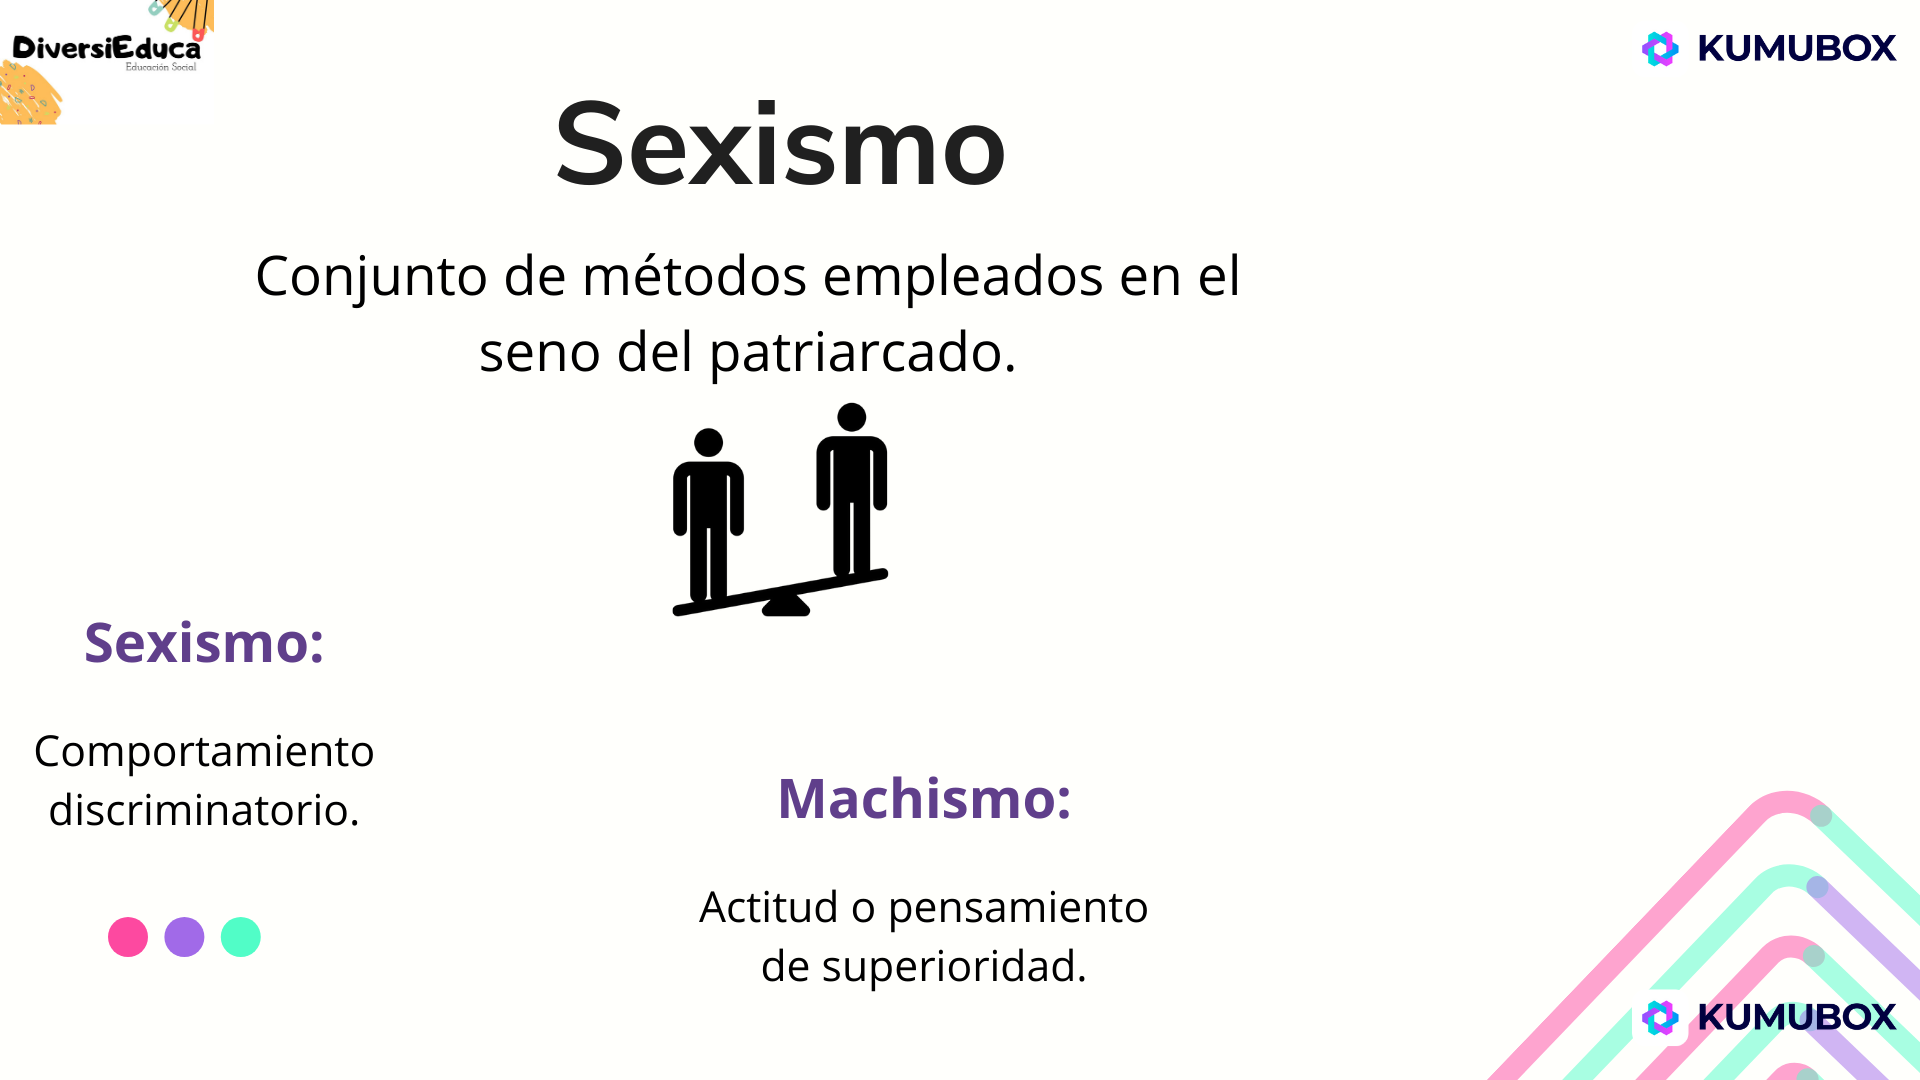 DiversiEduca
Educación Social
KUMUBOX
Sexismo
Conjunto de métodos empleados en el
seno del patriarcado.
Sexismo:
Comportamiento
discriminatorio.
Machismo:
Actitud o pensamiento
de superioridad.
KUMUBOX